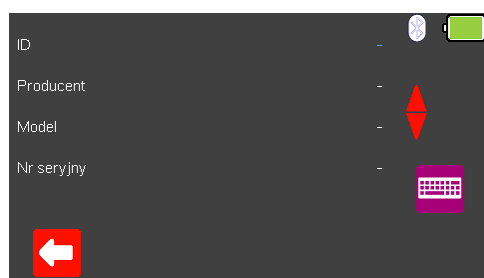 ID -
Producent -
Model -
Nr seryjny -